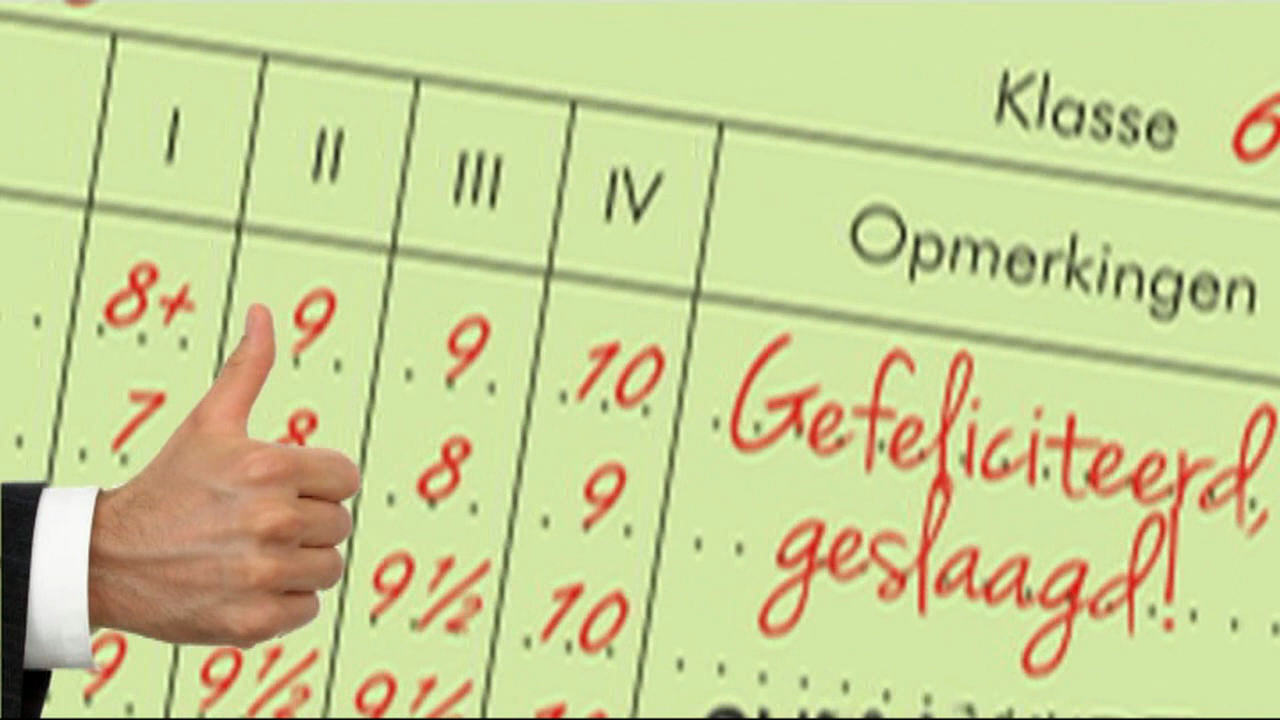 Klasse 6
I II III IV Opmerkingen
8+ 9 9 10 Gefeliciteerd,
7 8 8 9 geslaagd!
9½ 10
9 9½ 9½